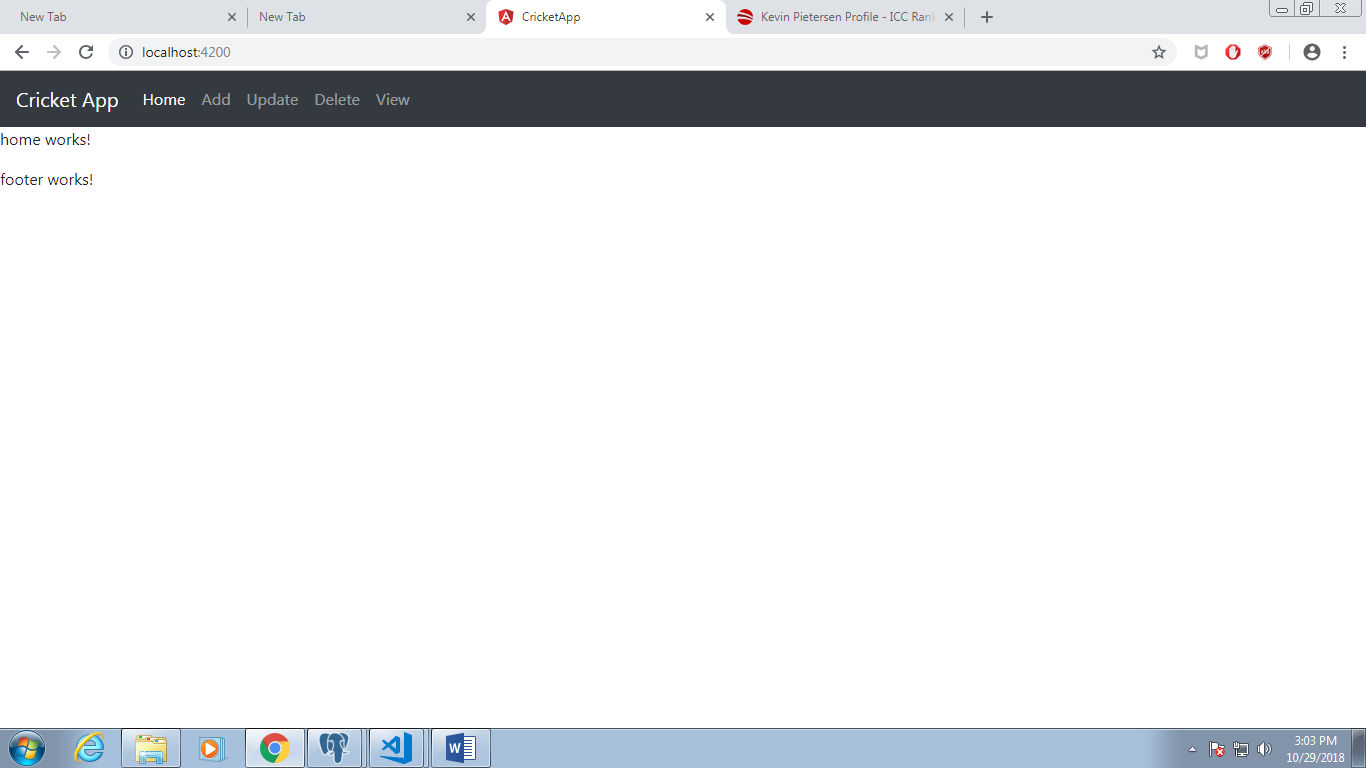 New Tab
New Tab
CricketApp
Kevin Pietersen Profile - ICC Ran
localhost:4200
Cricket App Home Add Update Delete View
home works!
footer works!
3:03 PM
10/29/2018